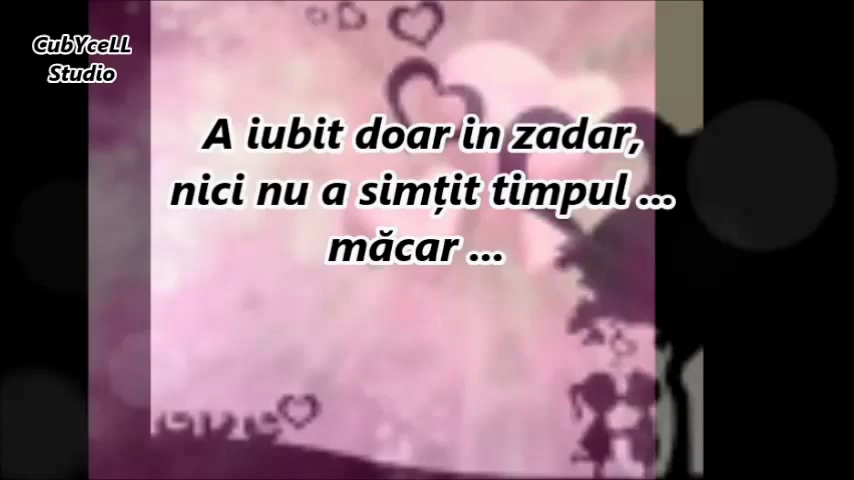 CubYceLL
Studio
A iubit doar in zadar,
nici nu a simțit timpul ...
măcar ...